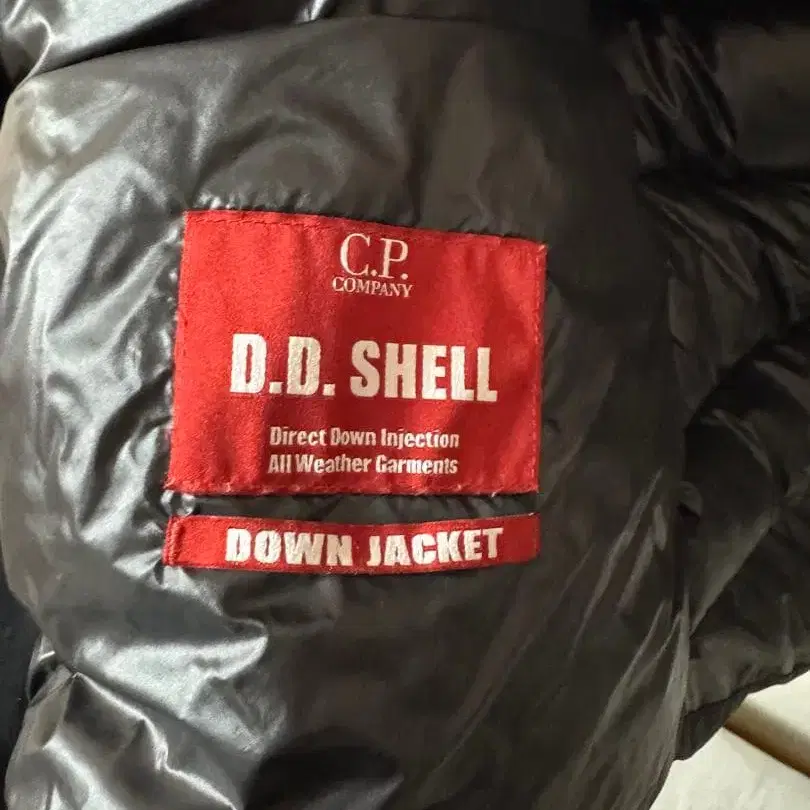 C.P.
COMPANY
D.D. SHELL
Direct Down Injection
All Weather Garments
DOWN JACKET